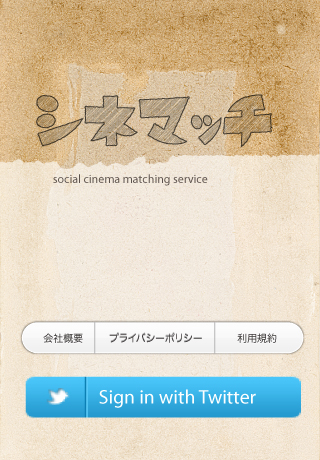 シネマッチ
social cinema matching service
会社概要 プライバシーポリシー 利用規約
Sign in with Twitter